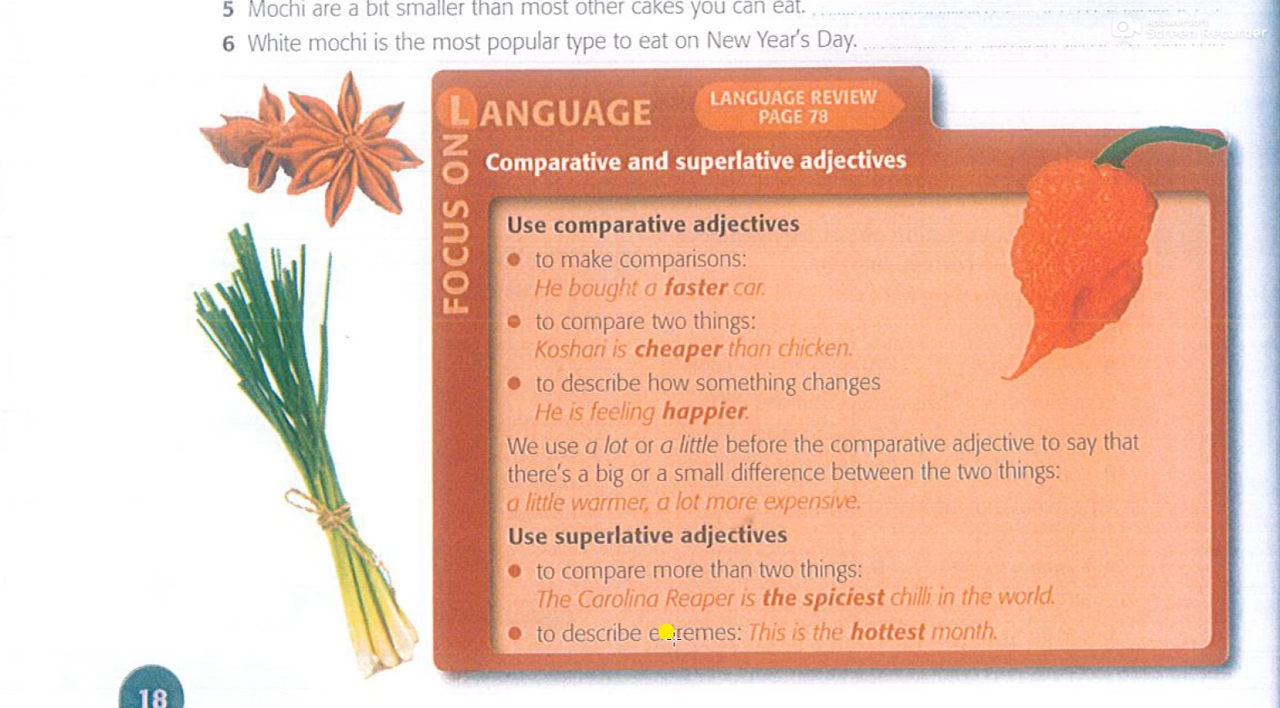 5 Mochi are a bit smaller than most other cakes you can eat.
6 White mochi is the most popular type to eat on New Year's Day.
Screen Recorder
FOCUS ON LANGUAGE
LANGUAGE REVIEW
PAGE 78
Comparative and superlative adjectives
Use comparative adjectives
• to make comparisons:
He bought a faster car.
• to compare two things:
Koshari is cheaper than chicken.
• to describe how something changes
He is feeling happier.
We use a lot or a little before the comparative adjective to say that
there's a big or a small difference between the two things:
a little warmer, a lot more expensive.
Use superlative adjectives
• to compare more than two things:
The Carolina Reaper is the spiciest chilli in the world.
• to describe extremes: This is the hottest month.
18